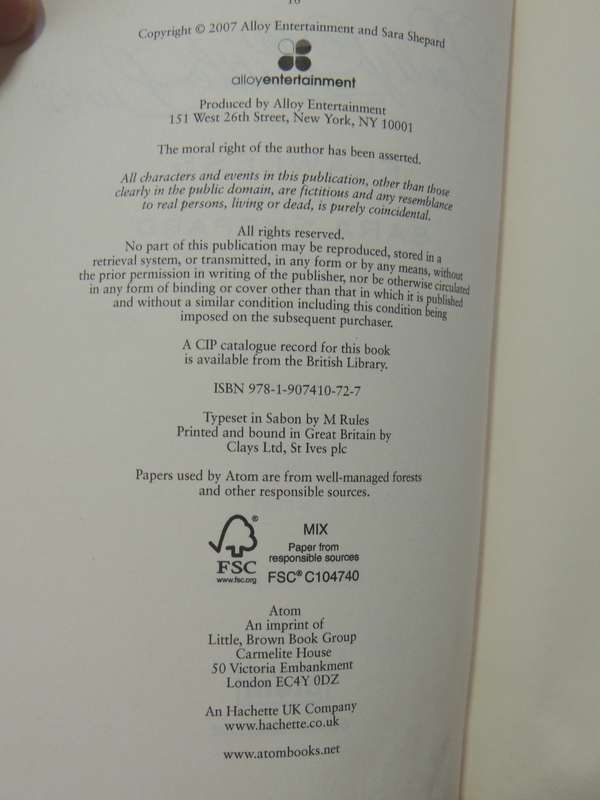 16
Copyright © 2007 Alloy Entertainment and Sara Shepard
alloyentertainment
Produced by Alloy Entertainment
151 West 26th Street, New York, NY 10001
The moral right of the author has been asserted.
All characters and events in this publication, other than those
clearly in the public domain, are fictitious and any resemblance
to real persons, living or dead, is purely coincidental.
All rights reserved.
No part of this publication may be reproduced, stored in a
retrieval system, or transmitted, in any form or by any means, without
the prior permission in writing of the publisher, nor be otherwise circulated
in any form of binding or cover other than that in which it is published
and without a similar condition including this condition being
imposed on the subsequent purchaser.
A CIP catalogue record for this book
is available from the British Library.
ISBN 978-1-907410-72-7
Typeset in Sabon by M Rules
Printed and bound in Great Britain by
Clays Ltd, St Ives plc
Papers used by Atom are from well-managed forests
and other responsible sources.
FSC®
www.fsc.org
MIX
Paper from
responsible sources
FSC® C104740
Atom
An imprint of
Little, Brown Book Group
Carmelite House
50 Victoria Embankment
London EC4Y 0DZ
An Hachette UK Company
www.hachette.co.uk
www.atombooks.net